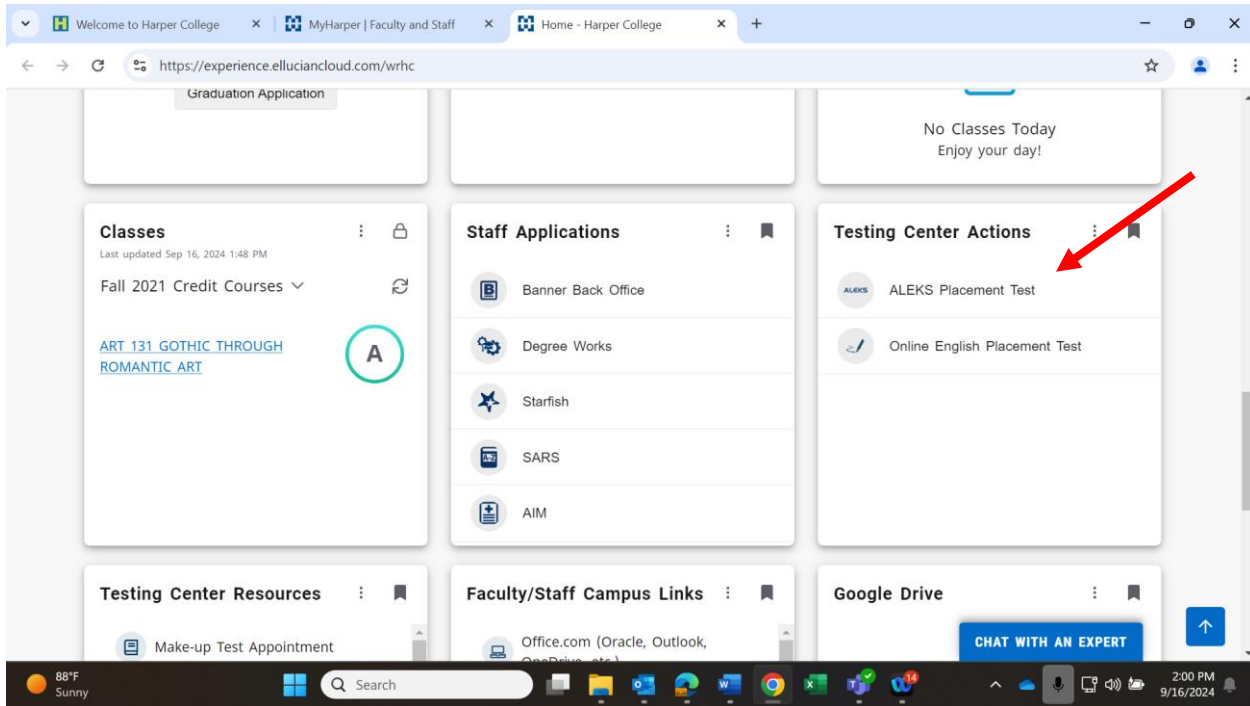 Welcome to Harper College
MyHarper | Faculty and Staff
Home - Harper College
https://experience.elluciancloud.com/wrhc
Graduation Application
No Classes Today
Enjoy your day!
Classes
Last updated Sep 16, 2024 1:48 PM
Fall 2021 Credit Courses
ART 131 GOTHIC THROUGH
ROMANTIC ART
A
Staff Applications
B
Banner Back Office
Degree Works
Starfish
A-Z
SARS
AIM
Testing Center Actions
ALEKS
ALEKS Placement Test
Online English Placement Test
Testing Center Resources
Make-up Test Appointment
Faculty/Staff Campus Links
Office.com (Oracle, Outlook,
OneDrive, etc.)
Google Drive
CHAT WITH AN EXPERT
88°F
Sunny
Search
14
2:00 PM
9/16/2024